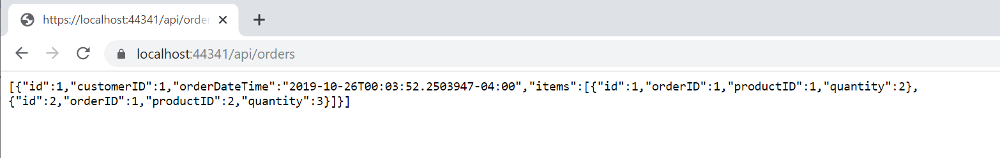 https://localhost:44341/api/order
localhost:44341/api/orders
[{"id":1,"customerID":1,"orderDateTime":"2019-10-26T00:03:52.2503947-04:00","items":[{"id":1,"orderID":1,"productID":1,"quantity":2},
{"id":2,"orderID":1,"productID":2,"quantity":3}]}]